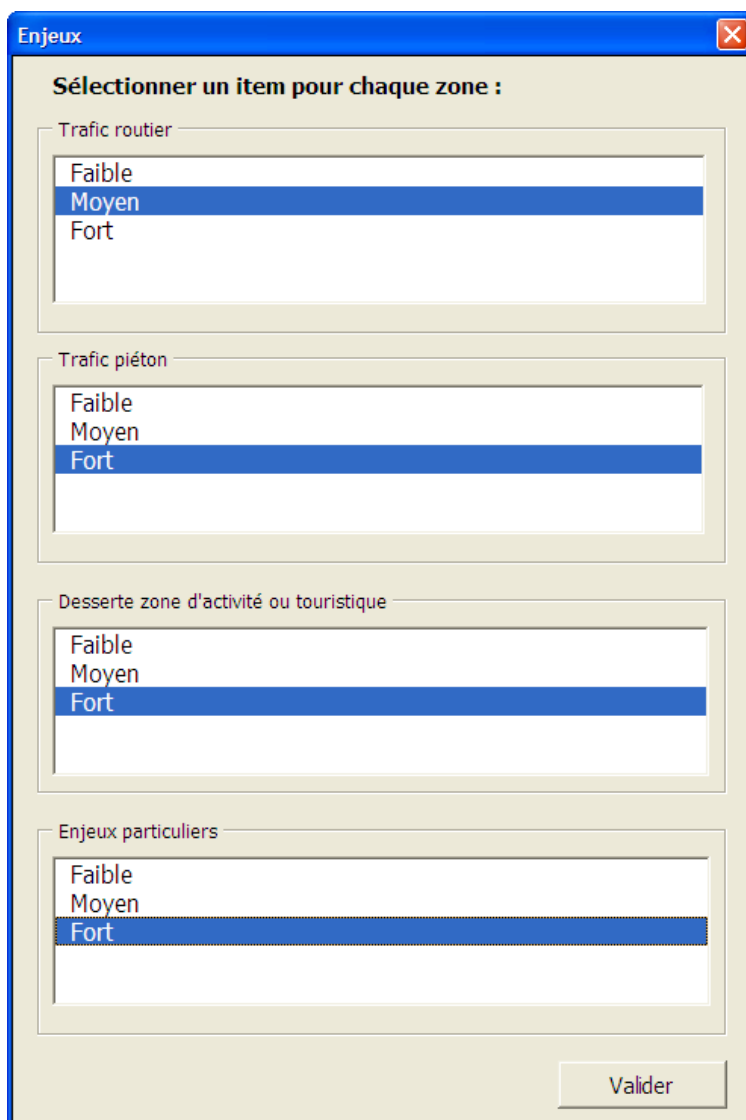 Enjeux
Sélectionner un item pour chaque zone :
Trafic routier
Faible
Moyen
Fort
Trafic piéton
Faible
Moyen
Fort
Desserte zone d'activité ou touristique
Faible
Moyen
Fort
Enjeux particuliers
Faible
Moyen
Fort
Valider